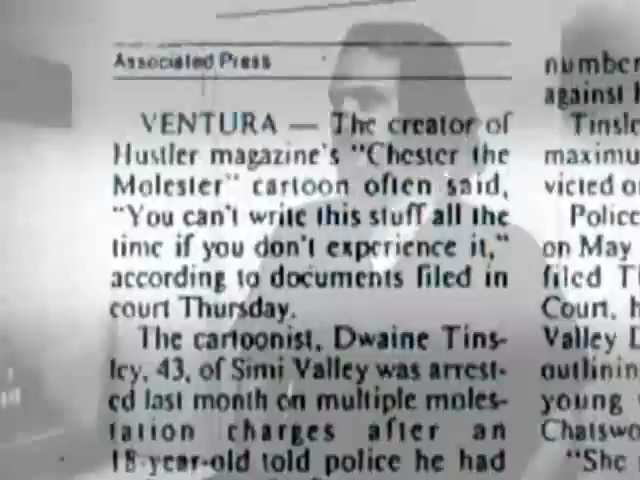 Associated Press
VENTURA — The creator of
Hustler magazine's "Chester the
Molester" cartoon often said,
"You can't write this stuff all the
time if you don't experience it,"
according to documents filed in
court Thursday.
The cartoonist, Dwaine Tins-
ley, 43, of Simi Valley was arrest-
ed last month on multiple moles-
tation charges after an
18-year-old told police he had
number
against
Tinsle
maximu
victed o
Police
on May
filed T
Court, h
Valley
outlinin
young
Chatswo
"She